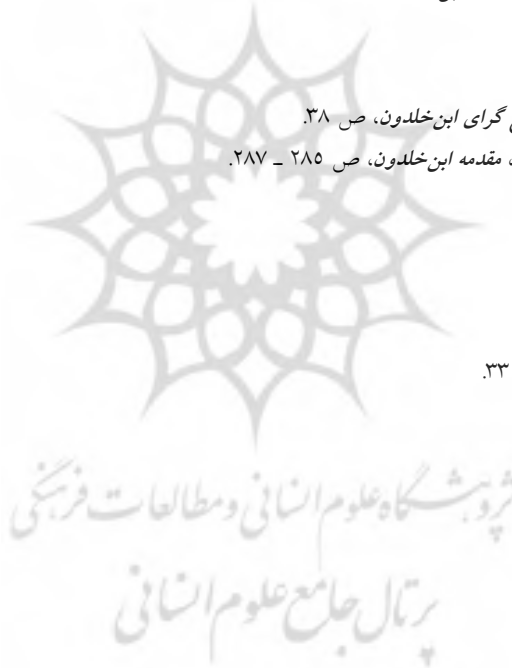 گرای ابن‌خلدون، ص ۳۸.
، مقدمه ابن‌خلدون، ص ۲۸۵ _ ۲۸۷.
۳۳.
پژوهشگاه علوم انسانی و مطالعات فرهنگی
پرتال جامع علوم انسانی